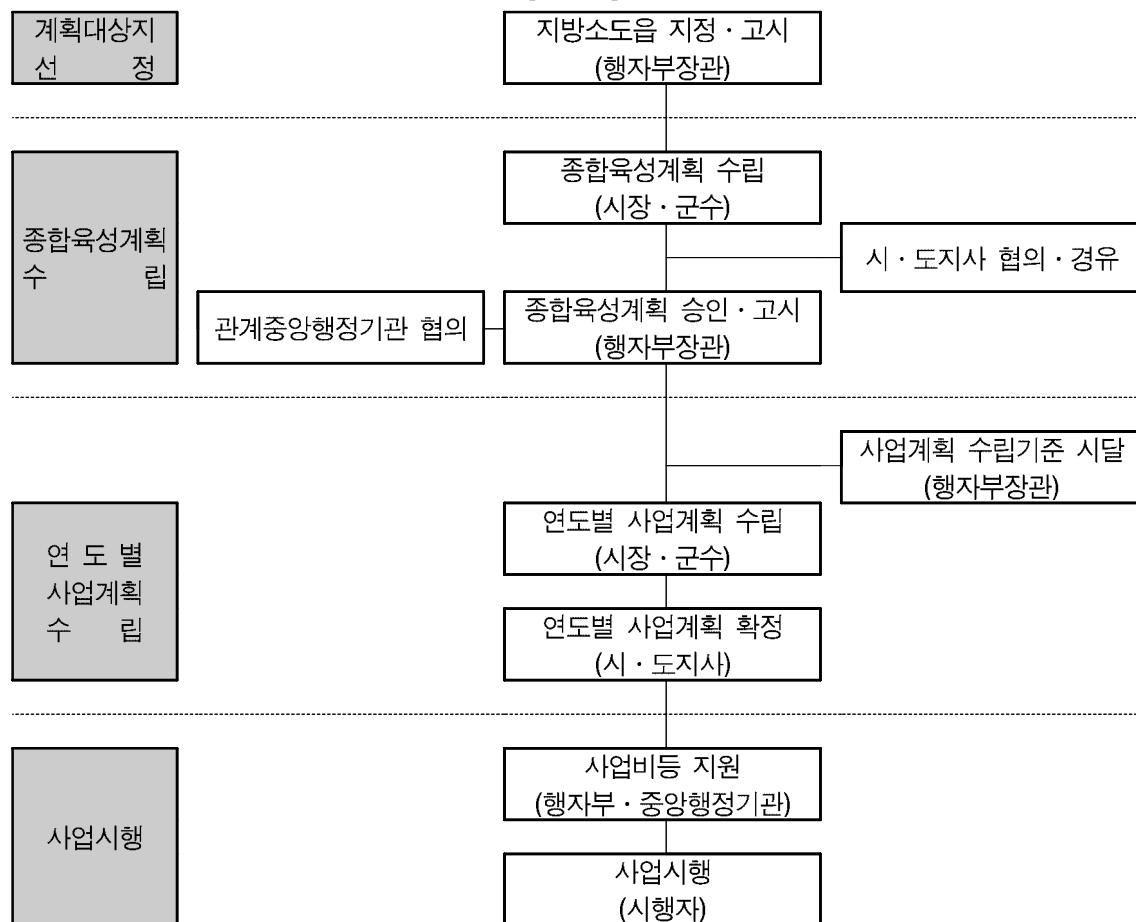 계획대상지
선 정
지방소도읍 지정·고시
(행자부장관)
종합육성계획
수 립
종합육성계획 수립
(시장·군수)
시·도지사 협의·경유
관계중앙행정기관 협의
종합육성계획 승인·고시
(행자부장관)
사업계획 수립기준 시달
(행자부장관)
연 도 별
사업계획
수 립
연도별 사업계획 수립
(시장·군수)
연도별 사업계획 확정
(시·도지사)
사업시행
사업비등 지원
(행자부·중앙행정기관)
사업시행
(시행자)